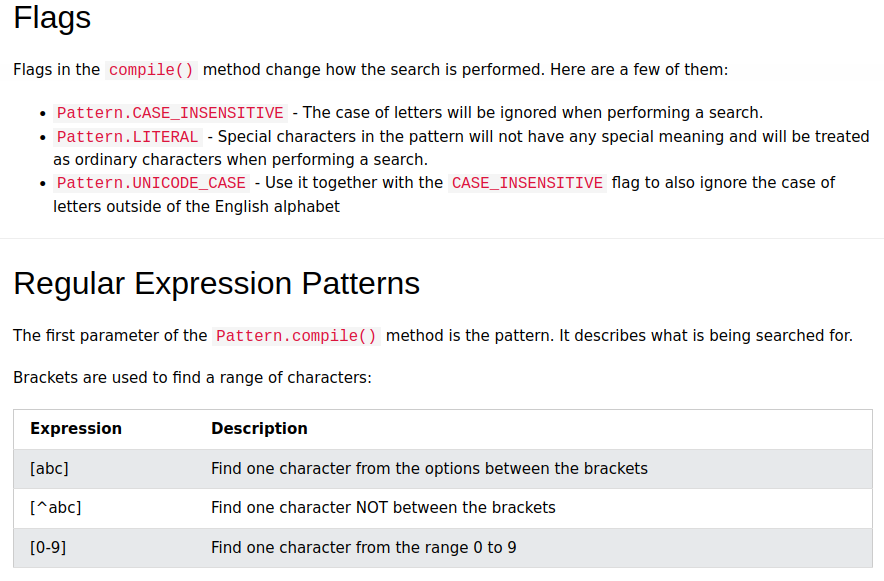 Flags
Flags in the compile() method change how the search is performed. Here are a few of them:
• Pattern.CASE_INSENSITIVE - The case of letters will be ignored when performing a search.
• Pattern.LITERAL - Special characters in the pattern will not have any special meaning and will be treated
as ordinary characters when performing a search.
• Pattern.UNICODE_CASE - Use it together with the CASE_INSENSITIVE flag to also ignore the case of
letters outside of the English alphabet
Regular Expression Patterns
The first parameter of the Pattern.compile() method is the pattern. It describes what is being searched for.
Brackets are used to find a range of characters:
Expression Description
[abc] Find one character from the options between the brackets
[^abc] Find one character NOT between the brackets
[0-9] Find one character from the range 0 to 9